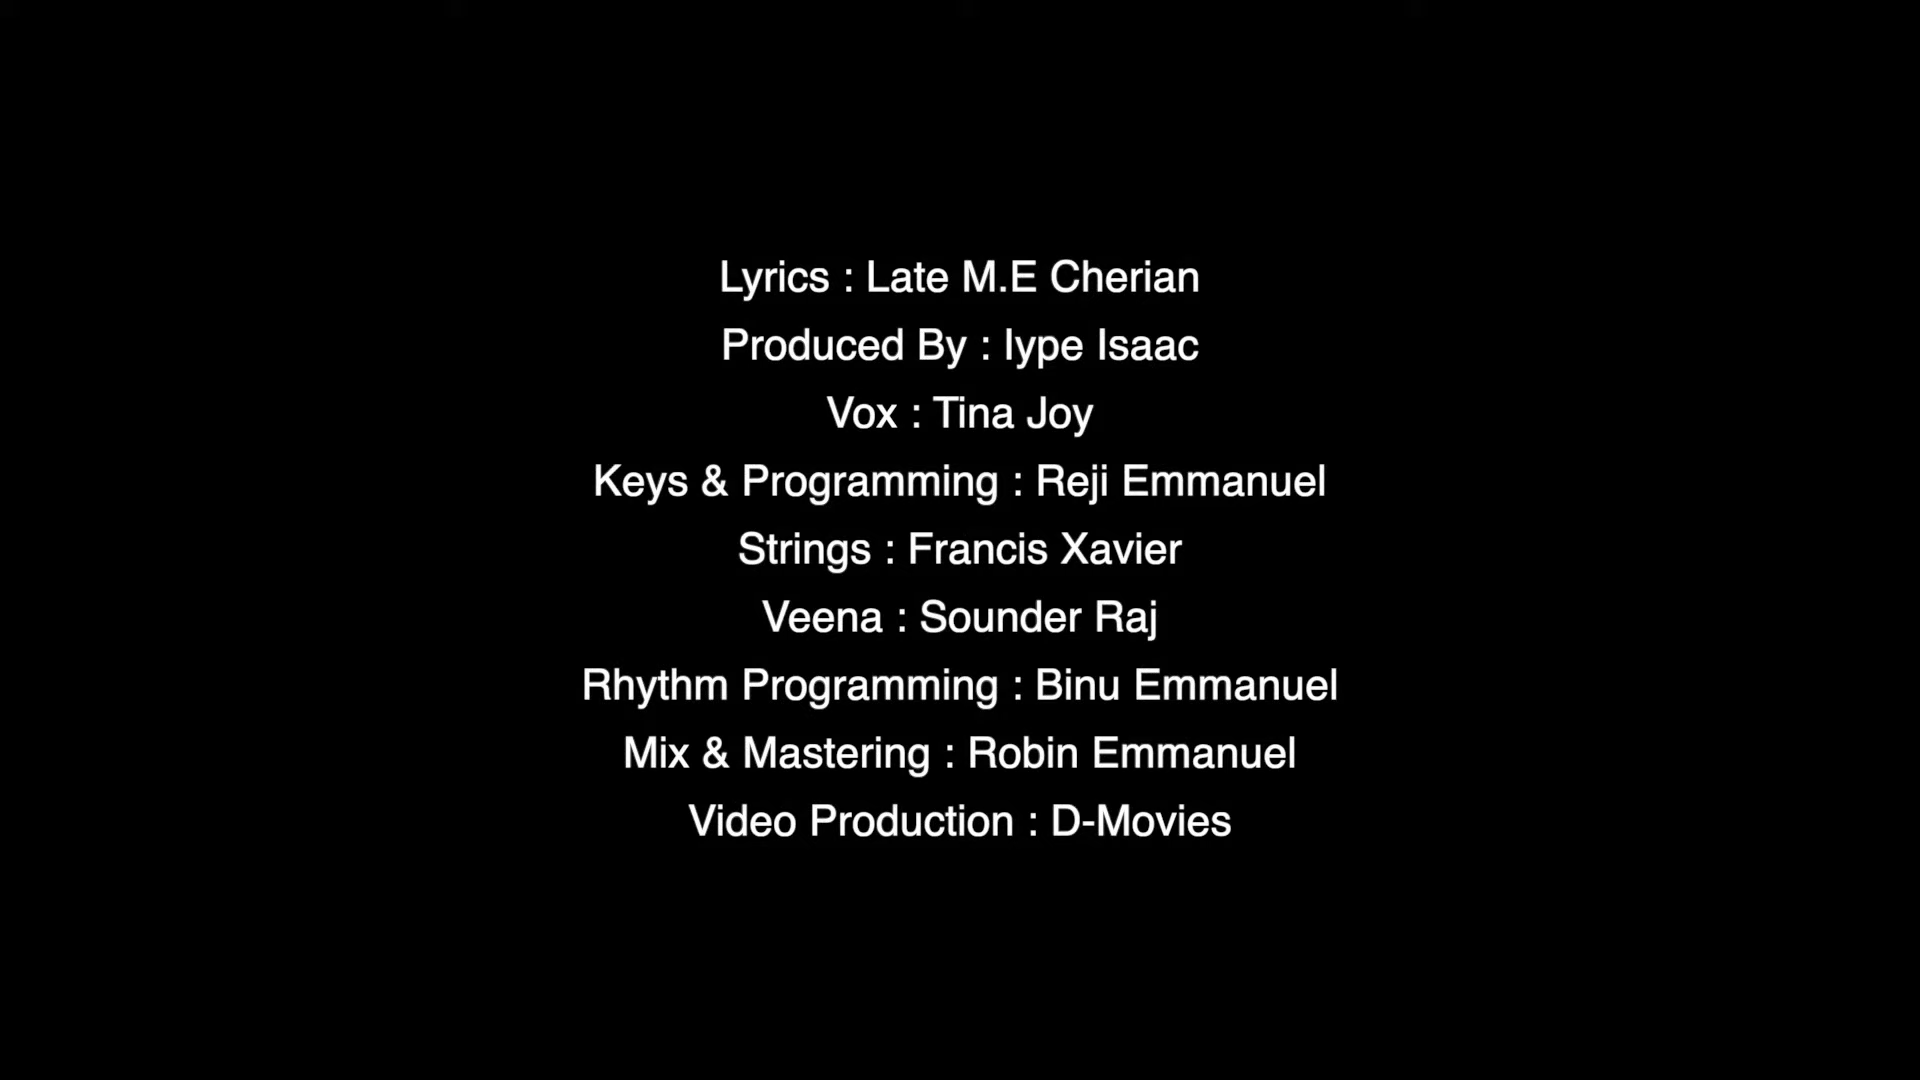 Lyrics : Late M.E Cherian
Produced By : Iype Isaac
Vox : Tina Joy
Keys & Programming : Reji Emmanuel
Strings : Francis Xavier
Veena : Sounder Raj
Rhythm Programming : Binu Emmanuel
Mix & Mastering : Robin Emmanuel
Video Production : D-Movies